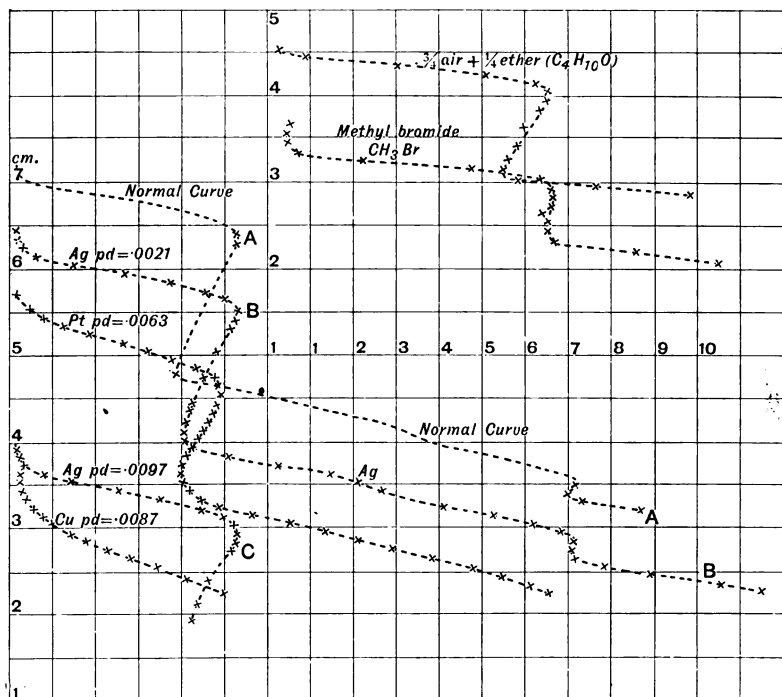 5
¾ air + ¼ ether (C₄H₁₀O)
4
Methyl bromide
CH₃Br
cm.
3
7
Normal Curve
A
Ag pd=·0021
6
2
B
Pt pd=·0063
5
1 1 2 3 4 5 6 7 8 9 10
Normal Curve
4
Ag pd=·0097
Ag
A
Cu pd=·0087
3
C
B
2
1